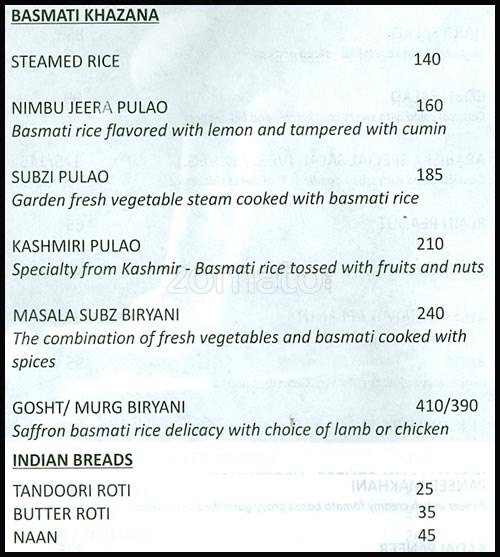 BASMATI KHAZANA
STEAMED RICE 140
NIMBU JEERA PULAO 160
Basmati rice flavored with lemon and tampered with cumin
SUBZI PULAO 185
Garden fresh vegetable steam cooked with basmati rice
KASHMIRI PULAO 210
Specialty from Kashmir - Basmati rice tossed with fruits and nuts
zomato
MASALA SUBZ BIRYANI 240
The combination of fresh vegetables and basmati cooked with
spices
GOSHT/ MURG BIRYANI 410/390
Saffron basmati rice delicacy with choice of lamb or chicken
INDIAN BREADS
TANDOORI ROTI 25
BUTTER ROTI 35
NAAN 45